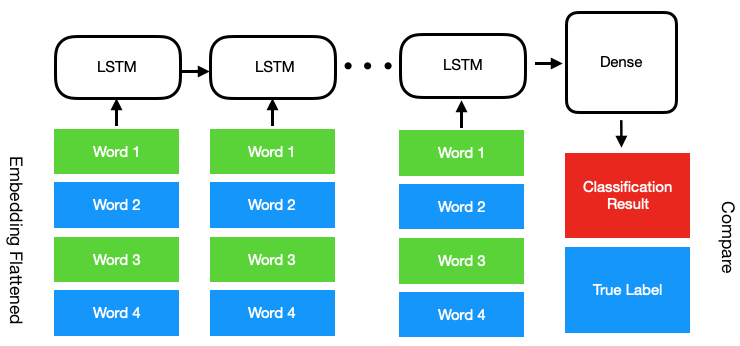 LSTM
LSTM
LSTM
Dense
Embedding Flattened
Word 1
Word 2
Word 3
Word 4
Word 1
Word 2
Word 3
Word 4
Word 1
Word 2
Word 3
Word 4
Classification
Result
True Label
Compare